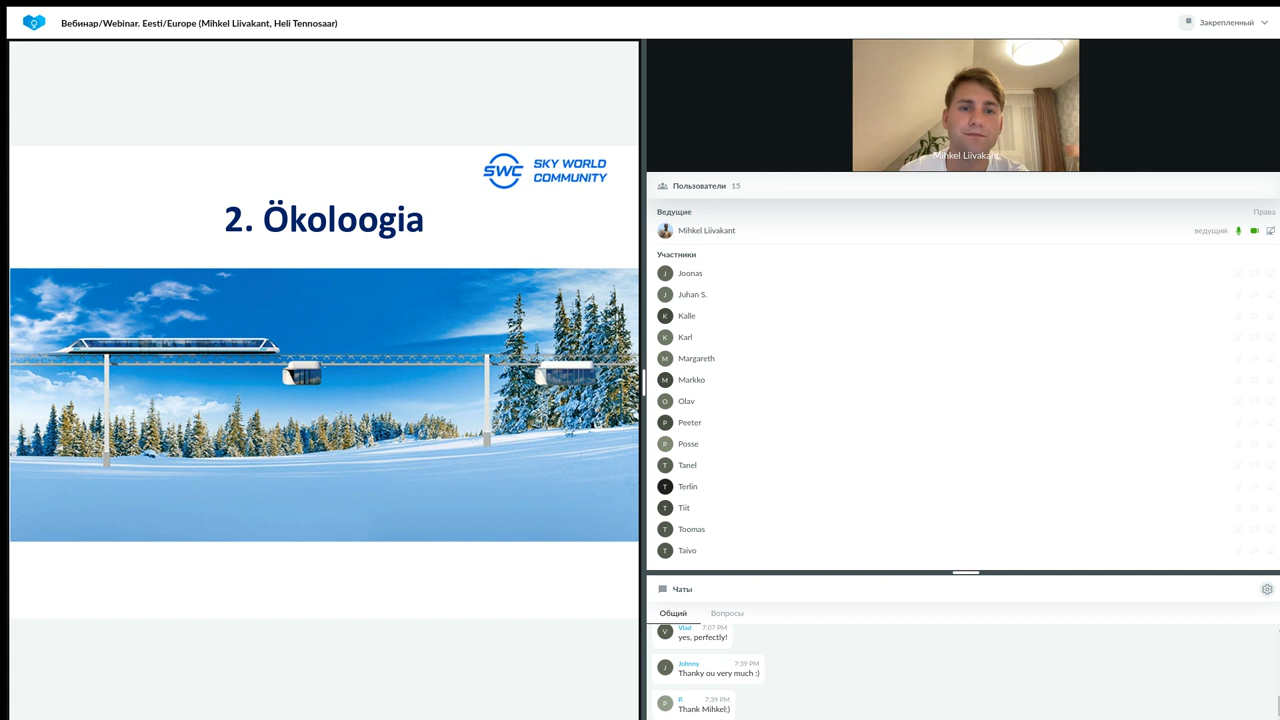 Вебинар/Webinar. Eesti/Europe (Mihkel Liivakant, Heli Tennosaar)
Закрепленный
SWC SKY WORLD
COMMUNITY
2. Ökoloogia
Mihkel Liivakant
Пользователи 15
Ведущие Права
Mihkel Liivakant ведущий
Участники
J Joonas
J Juhan S.
K Kalle
K Karl
M Margareth
M Markko
O Olav
P Peeter
P Posse
T Tanel
T Terlin
T Tiit
T Toomas
T Taivo
Чаты
Общий Вопросы
V Vlad 7:07 PM
yes, perfectly!
J Johnny 7:39 PM
Thanky ou very much :)
P P. 7:39 PM
Thank Mihkel;)